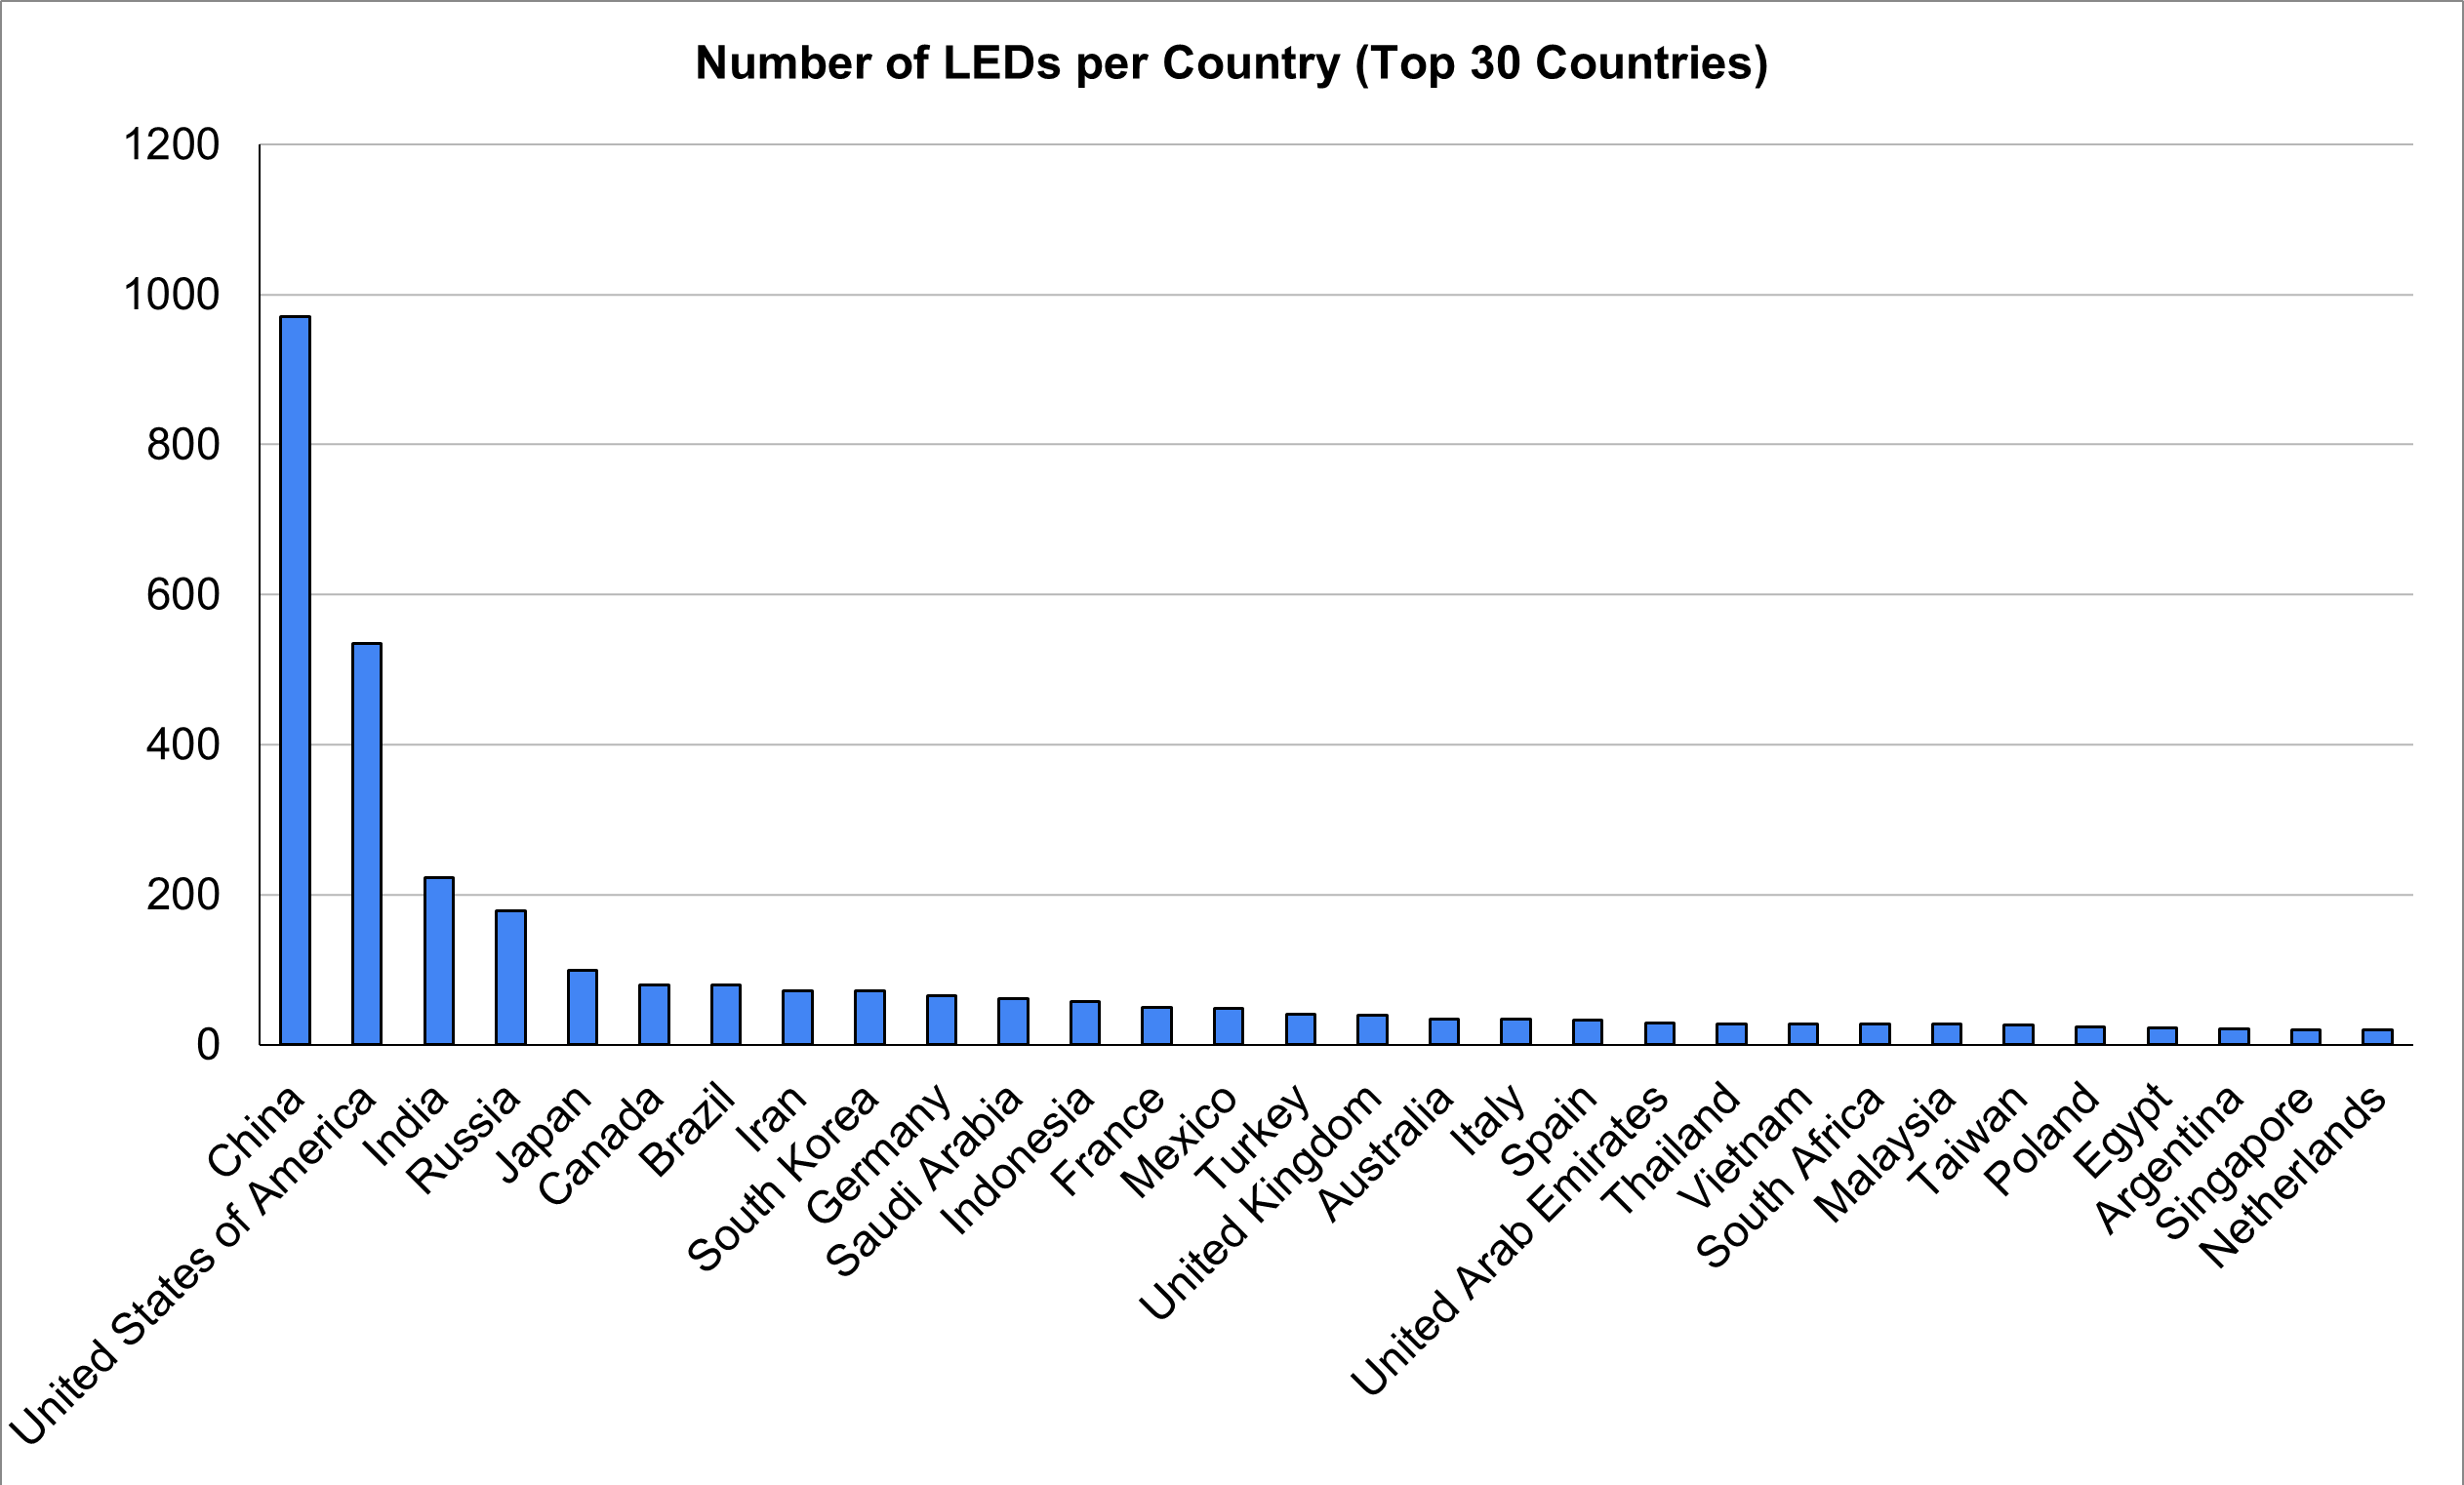 Number of LEDs per Country (Top 30 Countries)
1200
1000
800
600
400
200
0
China
United States of America
India
Russia
Japan
Canada
Brazil
Iran
South Korea
Germany
Saudi Arabia
Indonesia
France
Mexico
Turkey
United Kingdom
Australia
Italy
Spain
United Arab Emirates
Thailand
Vietnam
South Africa
Malaysia
Taiwan
Poland
Egypt
Argentina
Singapore
Netherlands